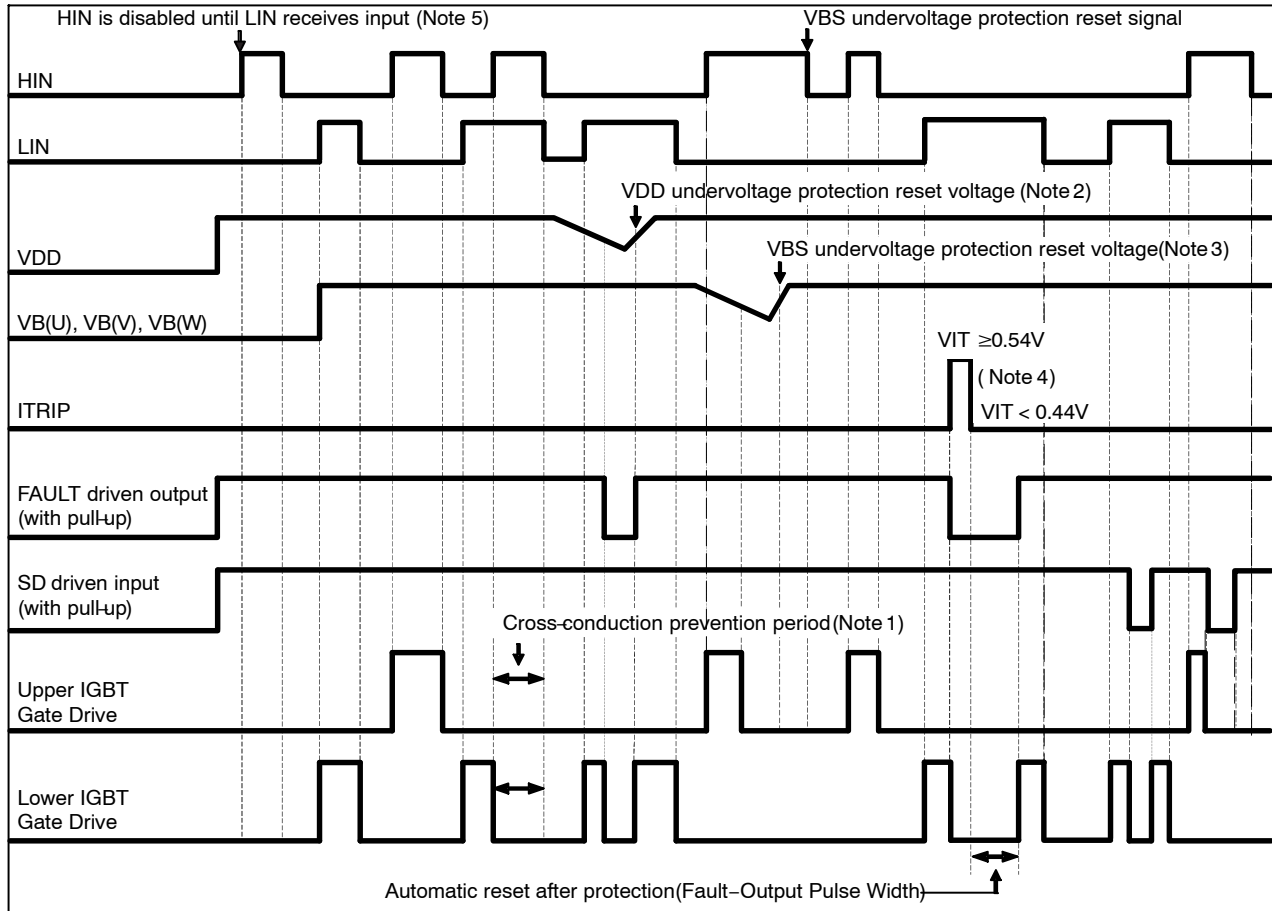 HIN is disabled until LIN receives input (Note 5)
VBS undervoltage protection reset signal
HIN
LIN
VDD undervoltage protection reset voltage (Note 2)
VDD
VBS undervoltage protection reset voltage(Note 3)
VB(U), VB(V), VB(W)
VIT ≥0.54V
( Note 4)
ITRIP
VIT < 0.44V
FAULT driven output
(with pull-up)
SD driven input
(with pull-up)
Cross-conduction prevention period(Note 1)
Upper IGBT
Gate Drive
Lower IGBT
Gate Drive
Automatic reset after protection(Fault-Output Pulse Width)